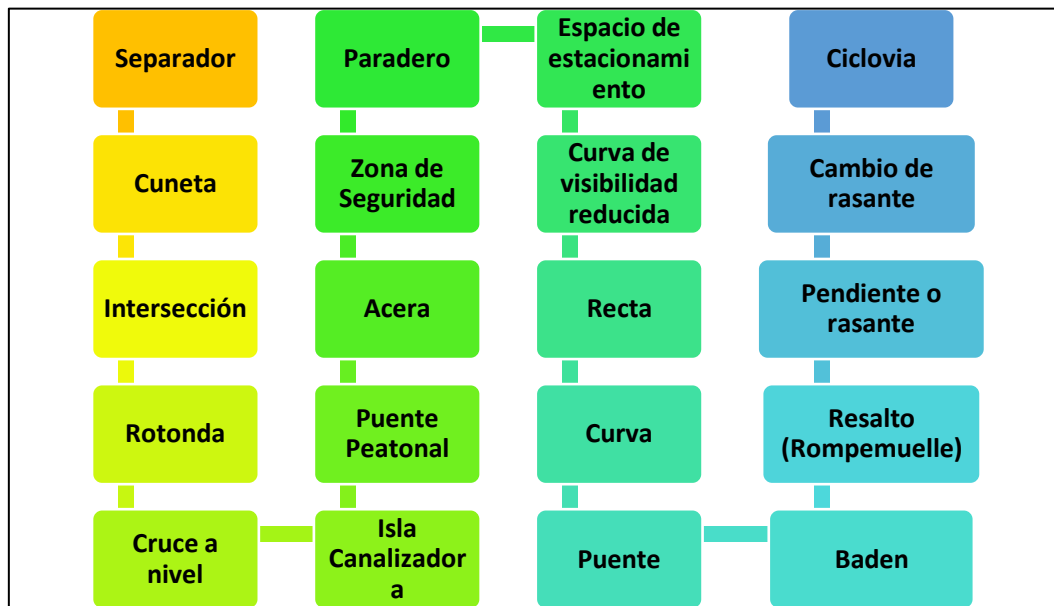 Separador
Cuneta
Intersección
Rotonda
Cruce a
nivel
Isla
Canalizador
a
Puente
Peatonal
Acera
Zona de
Seguridad
Paradero
Espacio de
estacionami
ento
Curva de
visibilidad
reducida
Recta
Curva
Puente
Baden
Resalto
(Rompemuelle)
Pendiente o
rasante
Cambio de
rasante
Ciclovia